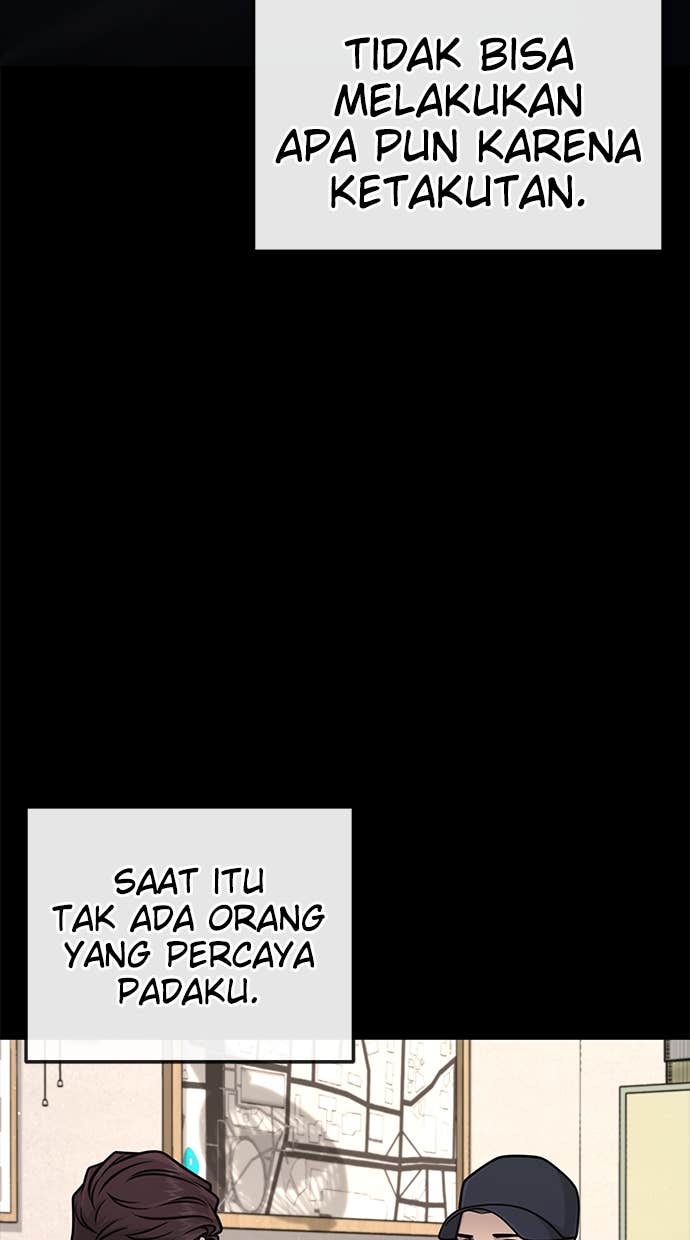 TIDAK BISA
MELAKUKAN
APA PUN KARENA
KETAKUTAN.
SAAT ITU
TAK ADA ORANG
YANG PERCAYA
PADAKU.